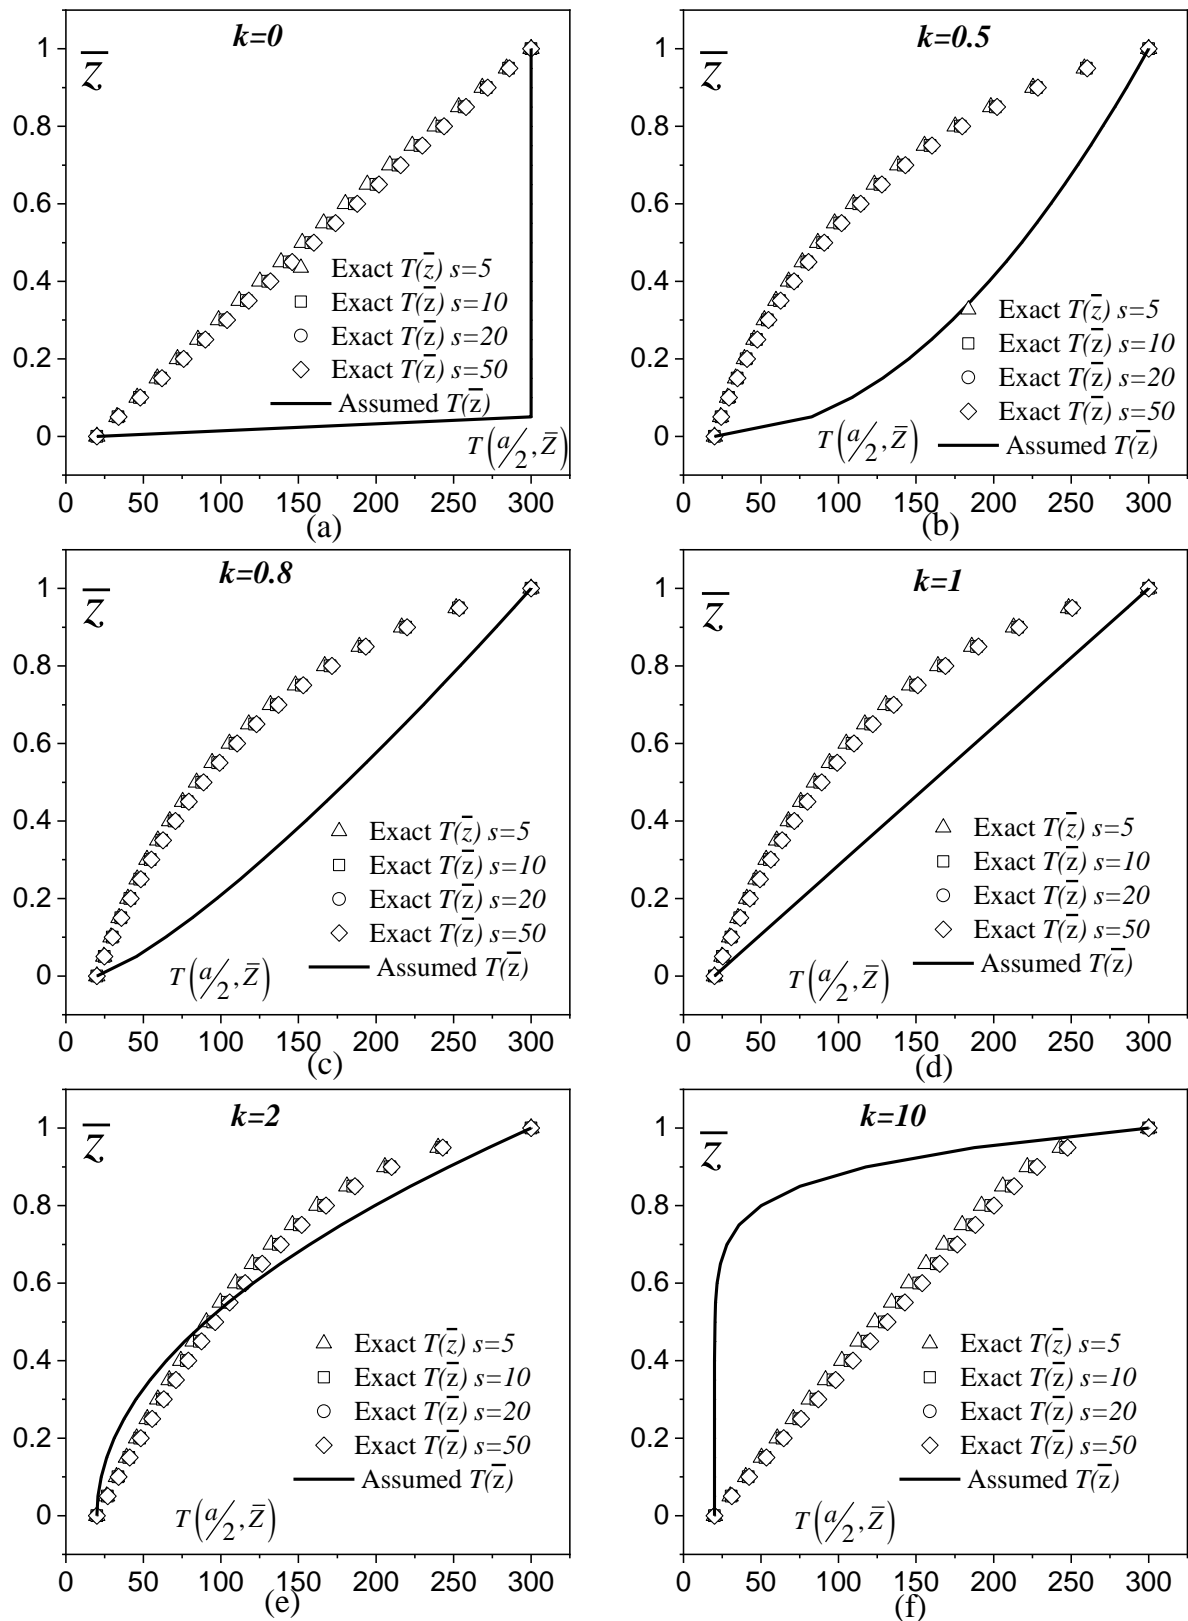 k=0
z̅
1
0.8
0.6
0.4
0.2
0
Exact T(z̅) s=5
Exact T(z̅) s=10
Exact T(z̅) s=20
Exact T(z̅) s=50
Assumed T(z̅)
T(a/2, z̅)
0 50 100 150 200 250 300
(a)
k=0.5
z̅
1
0.8
0.6
0.4
0.2
0
Exact T(z̅) s=5
Exact T(z̅) s=10
Exact T(z̅) s=20
Exact T(z̅) s=50
Assumed T(z̅)
T(a/2, z̅)
0 50 100 150 200 250 300
(b)
k=0.8
z̅
1
0.8
0.6
0.4
0.2
0
Exact T(z̅) s=5
Exact T(z̅) s=10
Exact T(z̅) s=20
Exact T(z̅) s=50
Assumed T(z̅)
T(a/2, z̅)
0 50 100 150 200 250 300
(c)
k=1
z̅
1
0.8
0.6
0.4
0.2
0
Exact T(z̅) s=5
Exact T(z̅) s=10
Exact T(z̅) s=20
Exact T(z̅) s=50
Assumed T(z̅)
T(a/2, z̅)
0 50 100 150 200 250 300
(d)
k=2
z̅
1
0.8
0.6
0.4
0.2
0
Exact T(z̅) s=5
Exact T(z̅) s=10
Exact T(z̅) s=20
Exact T(z̅) s=50
Assumed T(z̅)
T(a/2, z̅)
0 50 100 150 200 250 300
(e)
k=10
z̅
1
0.8
0.6
0.4
0.2
0
Exact T(z̅) s=5
Exact T(z̅) s=10
Exact T(z̅) s=20
Exact T(z̅) s=50
Assumed T(z̅)
T(a/2, z̅)
0 50 100 150 200 250 300
(f)